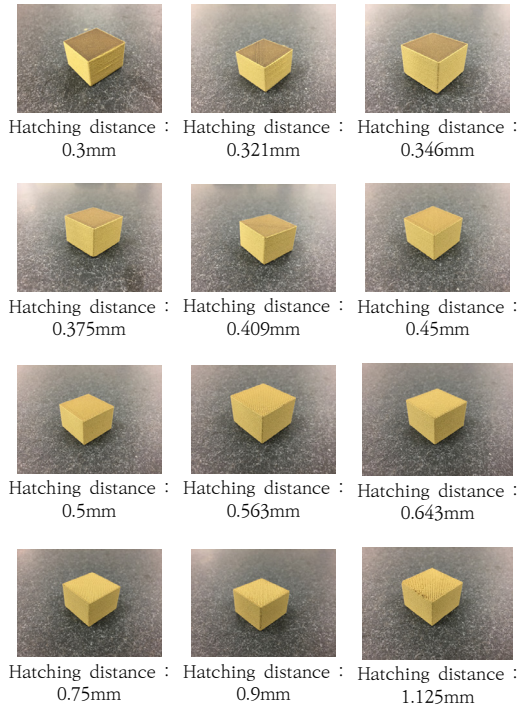 Hatching distance : Hatching distance : Hatching distance :
0.3mm 0.321mm 0.346mm
Hatching distance : Hatching distance : Hatching distance :
0.375mm 0.409mm 0.45mm
Hatching distance : Hatching distance : Hatching distance :
0.5mm 0.563mm 0.643mm
Hatching distance : Hatching distance : Hatching distance :
0.75mm 0.9mm 1.125mm